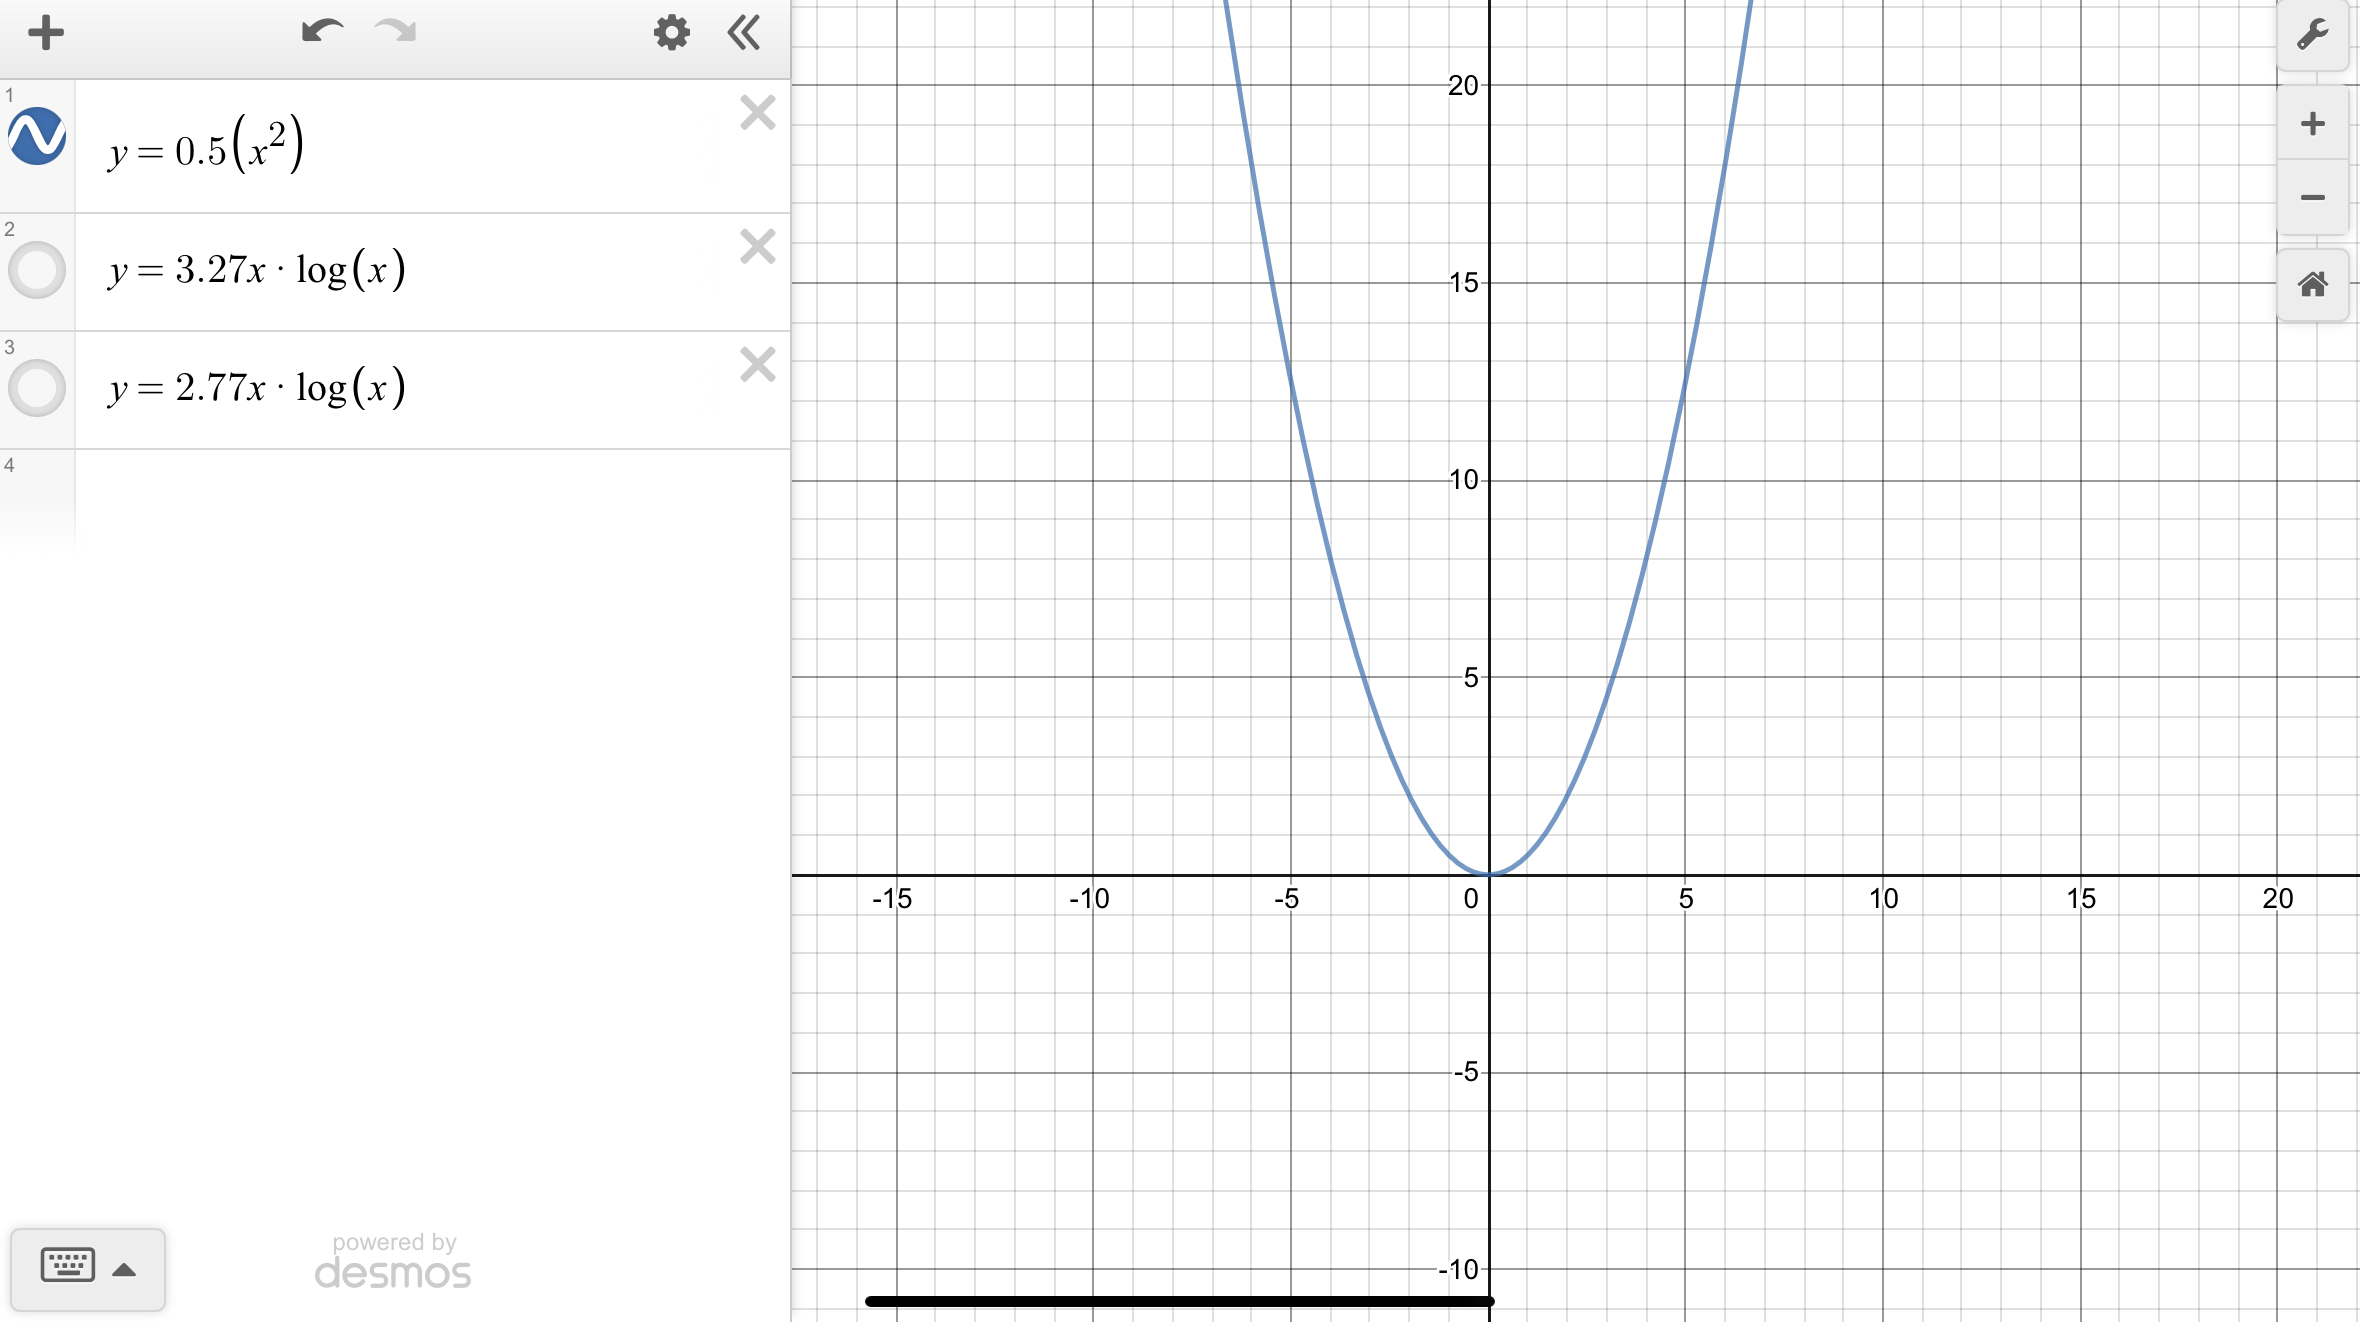 1
y = 0.5(x²)
2
y = 3.27x · log(x)
3
y = 2.77x · log(x)
4
powered by
desmos
20
15
10
5
-15 -10 -5 0 5 10 15 20
-5
-10